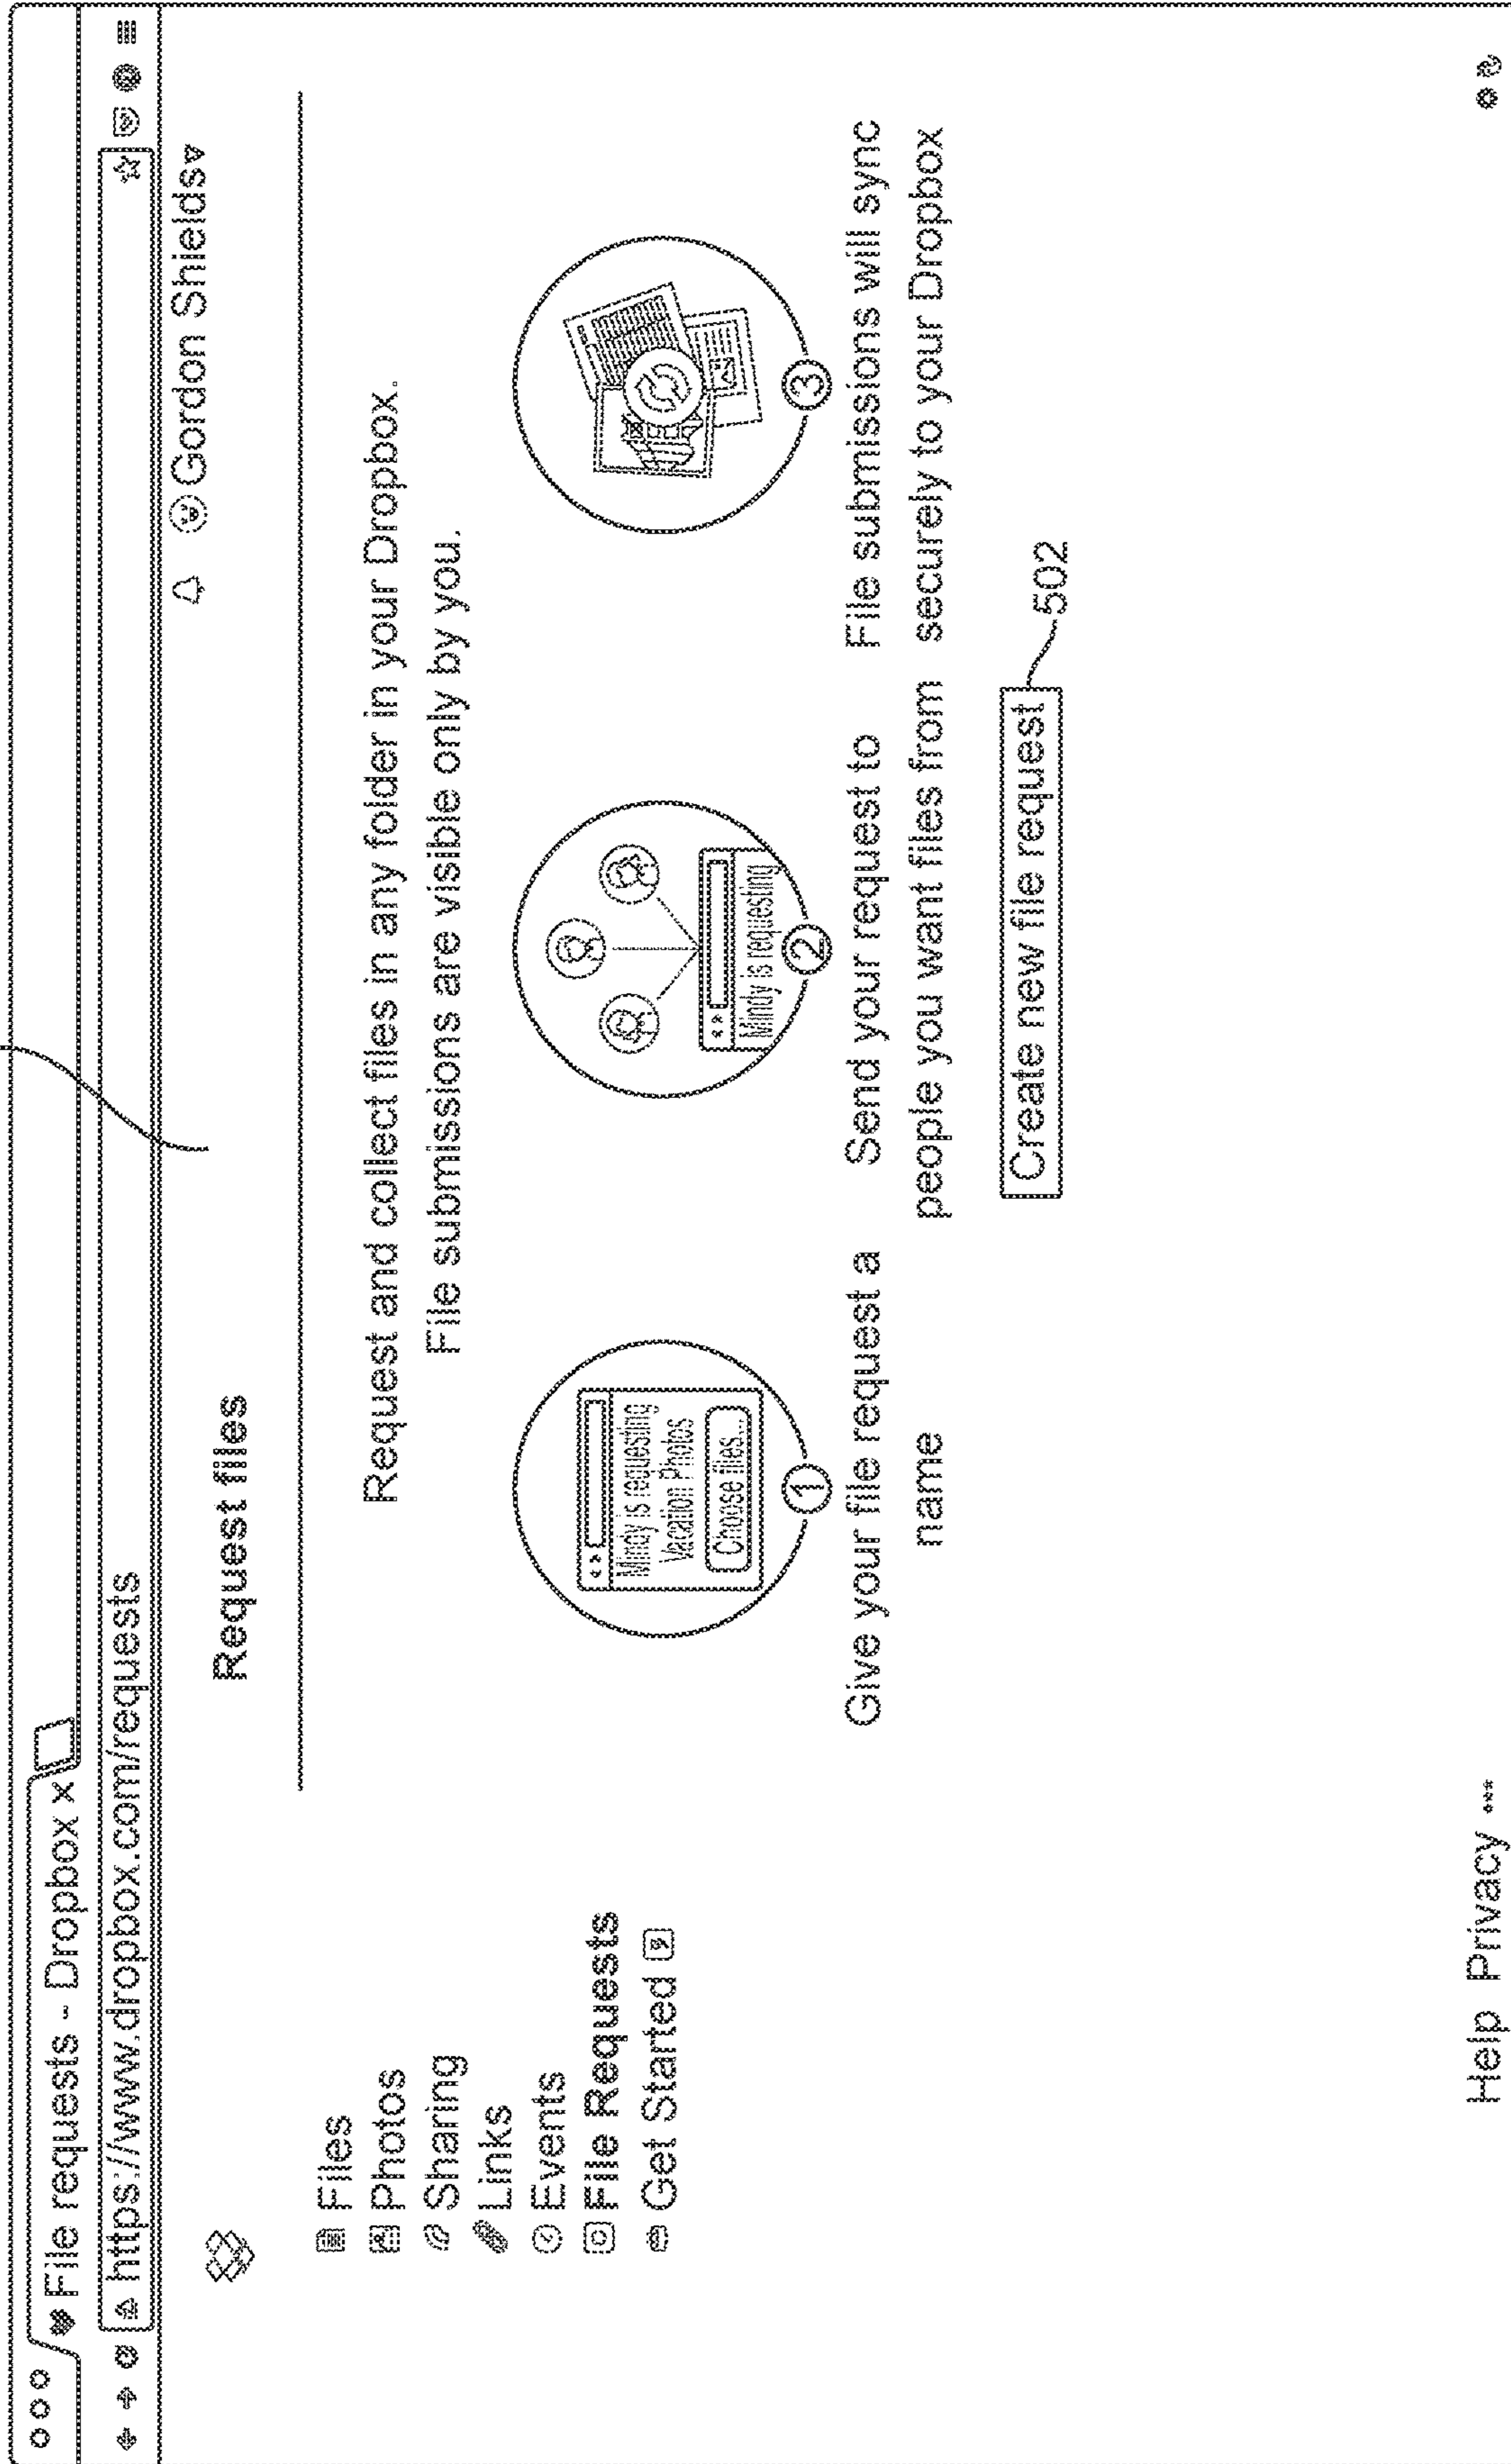 File requests - Dropbox x
https://www.dropbox.com/requests
Gordon Shields
Request files
Files
Photos
Sharing
Links
Events
File Requests
Get Started
Request and collect files in any folder in your Dropbox.
File submissions are visible only by you.
Mindy is requesting
Vacation Photos
Choose files...
1
Give your file request a
name
Mindy is requesting
2
Send your request to
people you want files from
3
File submissions will sync
securely to your Dropbox
Create new file request
502
Help Privacy ...